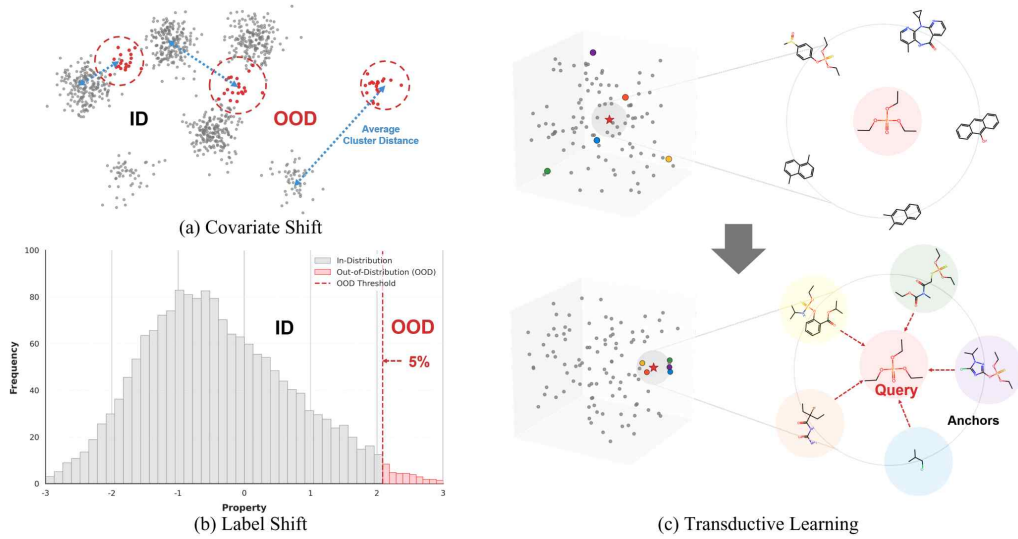 ID
OOD
Average
Cluster Distance
(a) Covariate Shift
In-Distribution
Out-of-Distribution (OOD)
OOD Threshold
ID
OOD
5%
Frequency
100
80
60
40
20
0
-3
-2
-1
0
1
2
3
Property
(b) Label Shift
Query
Anchors
(c) Transductive Learning